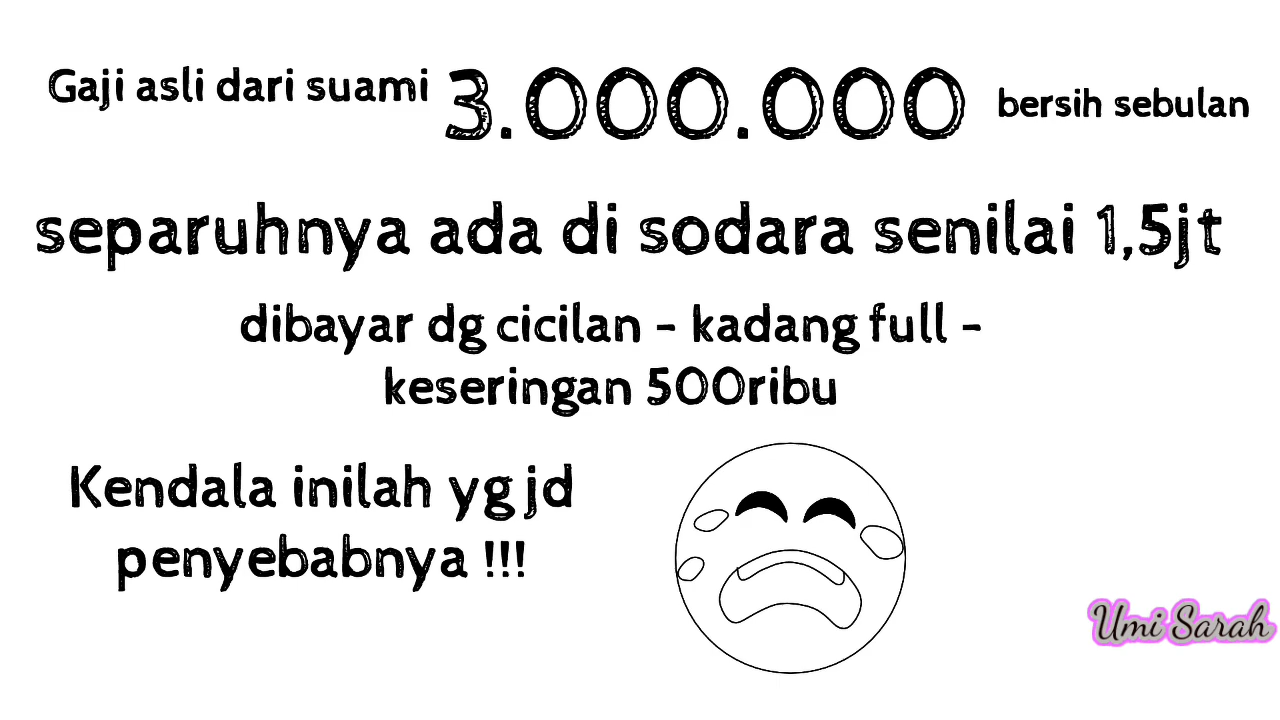 Gaji asli dari suami 3.000.000 bersih sebulan
separuhnya ada di sodara senilai 1,5jt
dibayar dg cicilan - kadang full -
keseringan 500ribu
Kendala inilah yg jd
penyebabnya !!!
Umi Sarah